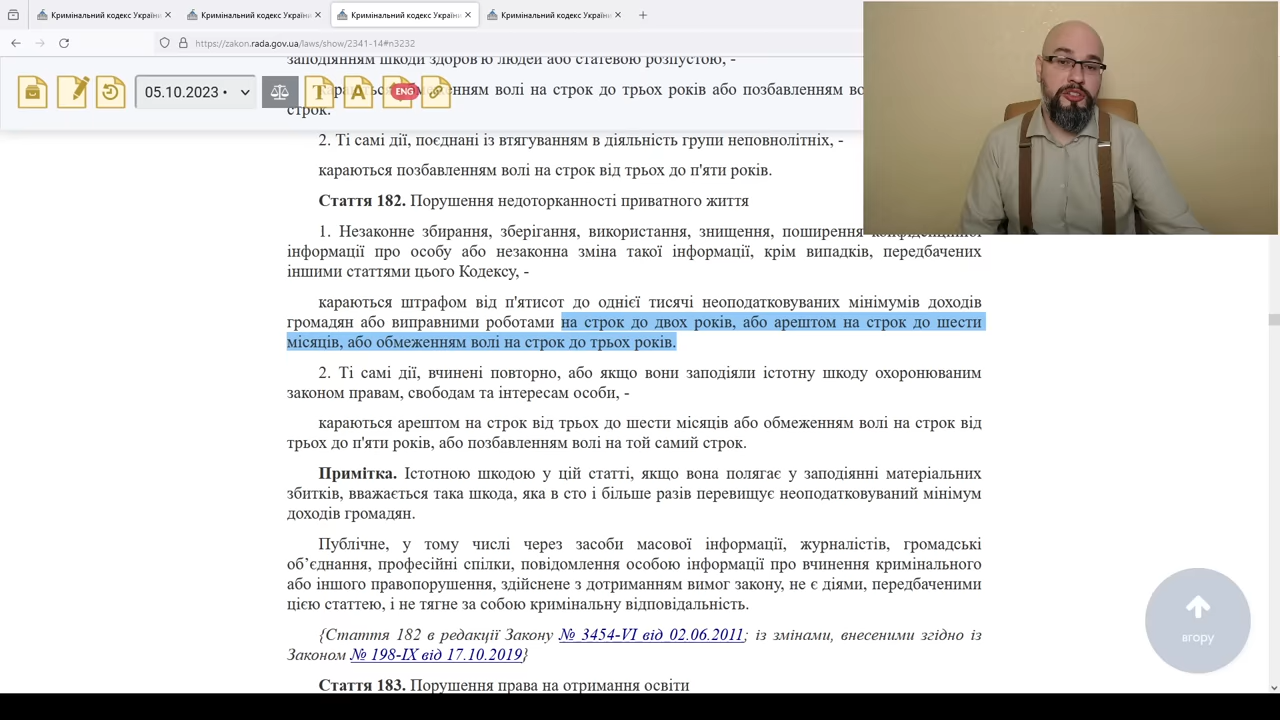 Кримінальний кодекс Україн
Кримінальний кодекс Україн
Кримінальний кодекс Україн
Кримінальний кодекс Україн
https://zakon.rada.gov.ua/laws/show/2341-14#n3232
заподіянням шкоди здоров'ю людей або статевою розпустою, -
05.10.2023
T
A
ENG
волі на строк до трьох років або позбавленням
строк.
2. Ті самі дії, поєднані із втягуванням в діяльність групи неповнолітніх, -
караються позбавленням волі на строк від трьох до п'яти років.
Стаття 182. Порушення недоторканності приватного життя
1. Незаконне збирання, зберігання, використання, знищення, поширення конфіденційної
інформації про особу або незаконна зміна такої інформації, крім випадків, передбачених
іншими статтями цього Кодексу, -
караються штрафом від п'ятисот до однієї тисячі неоподатковуваних мінімумів доходів
громадян або виправними роботами на строк до двох років, або арештом на строк до шести
місяців, або обмеженням волі на строк до трьох років.
2. Ті самі дії, вчинені повторно, або якщо вони заподіяли істотну шкоду охоронюваним
законом правам, свободам та інтересам особи, -
караються арештом на строк від трьох до шести місяців або обмеженням волі на строк від
трьох до п'яти років, або позбавленням волі на той самий строк.
Примітка. Істотною шкодою у цій статті, якщо вона полягає у заподіянні матеріальних
збитків, вважається така шкода, яка в сто і більше разів перевищує неоподатковуваний мінімум
доходів громадян.
Публічне, у тому числі через засоби масової інформації, журналістів, громадські
об’єднання, професійні спілки, повідомлення особою інформації про вчинення кримінального
або іншого правопорушення, здійснене з дотриманням вимог закону, не є діями, передбаченими
цією статтею, і не тягне за собою кримінальну відповідальність.
{Стаття 182 в редакції Закону № 3454-VI від 02.06.2011; із змінами, внесеними згідно із
Законом № 198-IX від 17.10.2019}
Стаття 183. Порушення права на отримання освіти
вгору